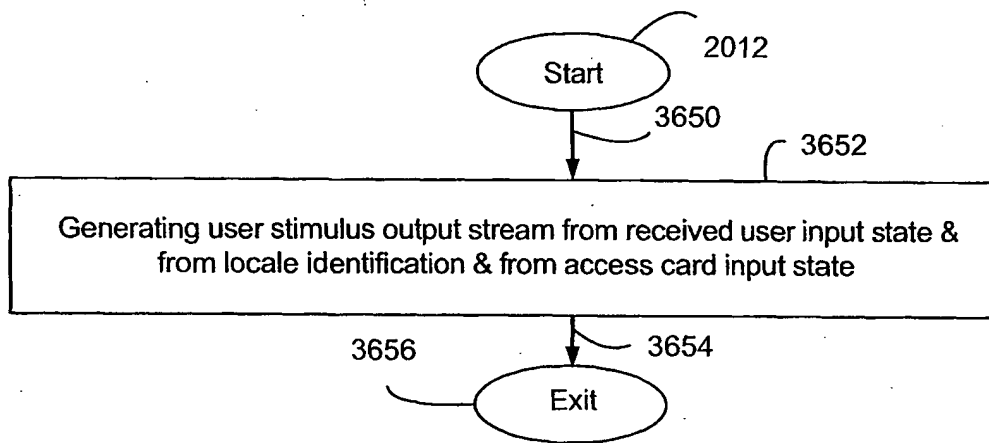 2012
Start
3650
3652
Generating user stimulus output stream from received user input state &
from locale identification & from access card input state
3656
3654
Exit